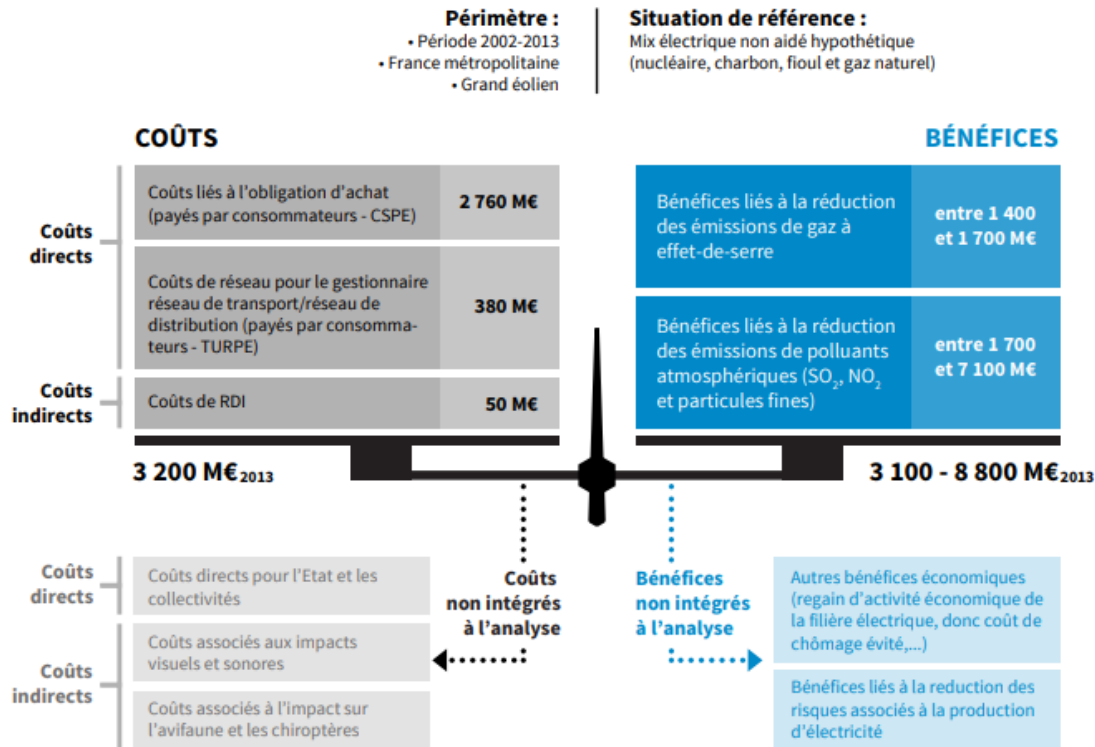 Périmètre :
• Période 2002-2013
• France métropolitaine
• Grand éolien
Situation de référence :
Mix électrique non aidé hypothétique
(nucléaire, charbon, fioul et gaz naturel)
COÛTS
Coûts
directs
Coûts liés à l'obligation d'achat
(payés par consommateurs - CSPE)
2 760 M€
Coûts de réseau pour le gestionnaire
réseau de transport/réseau de
distribution (payés par consomma-
teurs - TURPE)
380 M€
Coûts
indirects
Coûts de RDI
50 M€
3 200 M€2013
BÉNÉFICES
Bénéfices liés à la réduction
des émissions de gaz à
effet-de-serre
entre 1 400
et 1 700 M€
Bénéfices liés à la réduction
des émissions de polluants
atmosphériques (SO2, NO2
et particules fines)
entre 1 700
et 7 100 M€
3 100 - 8 800 M€2013
Coûts
directs
Coûts directs pour l'Etat et les
collectivités
Coûts
indirects
Coûts associés aux impacts
visuels et sonores
Coûts associés à l'impact sur
l'avifaune et les chiroptères
Coûts
non intégrés
à l'analyse
Bénéfices
non intégrés
à l'analyse
Autres bénéfices économiques
(regain d'activité économique de
la filière électrique, donc coût de
chômage évité,...)
Bénéfices liés à la reduction des
risques associés à la production
d'électricité